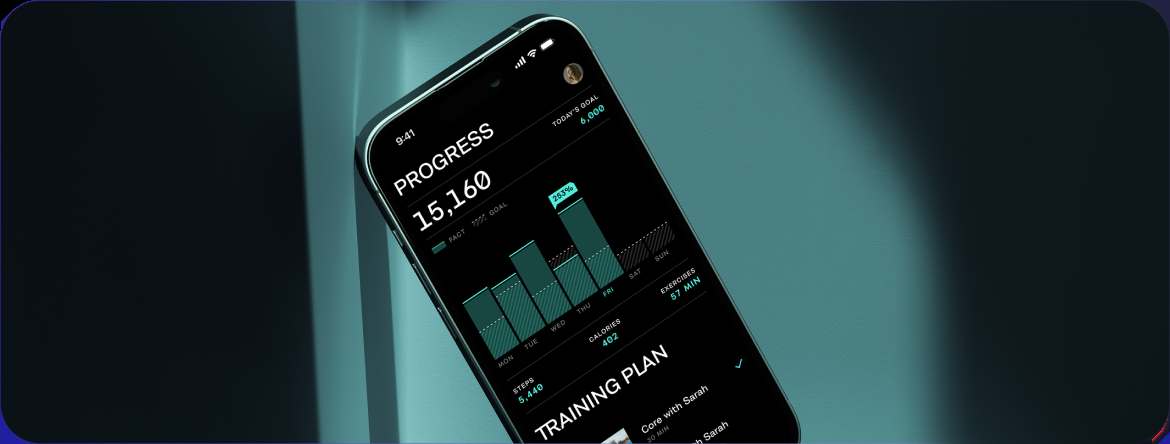 9:41
PROGRESS
TODAY'S GOAL
15,160
6,000
FACT
GOAL
253%
MON
TUE
WED
THU
FRI
SAT
SUN
STEPS
5,440
CALORIES
402
EXERCISES
57 MIN
TRAINING PLAN
Core with Sarah
30 MIN
Sarah